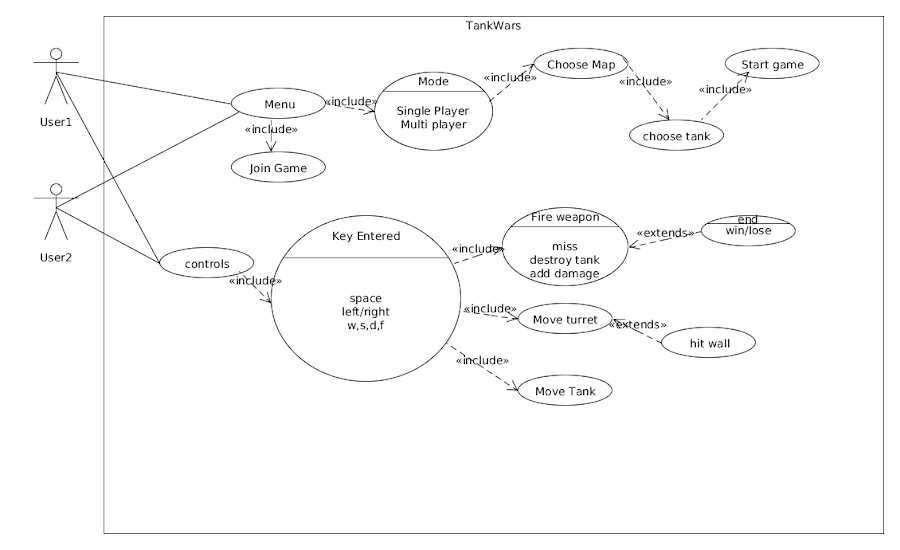 TankWars
User1
User2
Menu
«include»
Join Game
«include»
Mode
Single Player
Multi player
«include»
Choose Map
«include»
choose tank
«include»
Start game
controls
«include»
Key Entered
space
left/right
w,s,d,f
«include»
Fire weapon
miss
destroy tank
add damage
«extends»
end
win/lose
«include»
Move turret
«extends»
hit wall
«include»
Move Tank